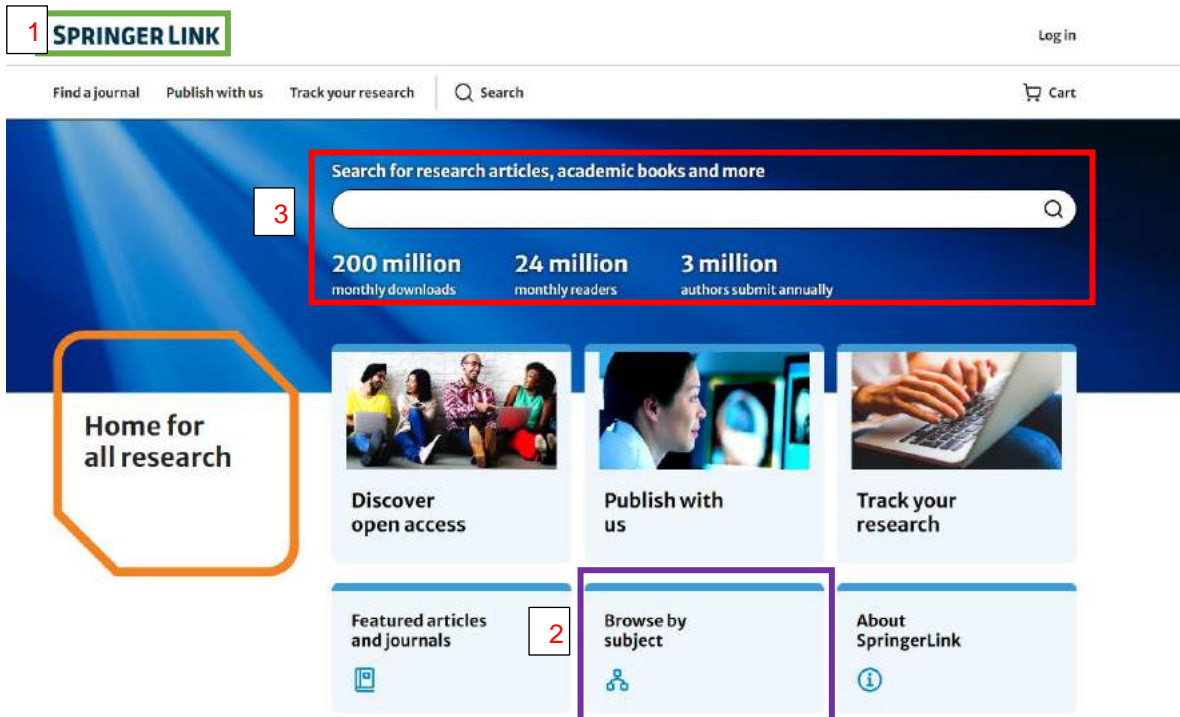 1
SPRINGER LINK
Log in
Find a journal
Publish with us
Track your research
Search
Cart
3
Search for research articles, academic books and more
200 million
monthly downloads
24 million
monthly readers
3 million
authors submit annually
Home for
all research
Discover
open access
Publish with
us
Track your
research
Featured articles
and journals
2
Browse by
subject
About
SpringerLink